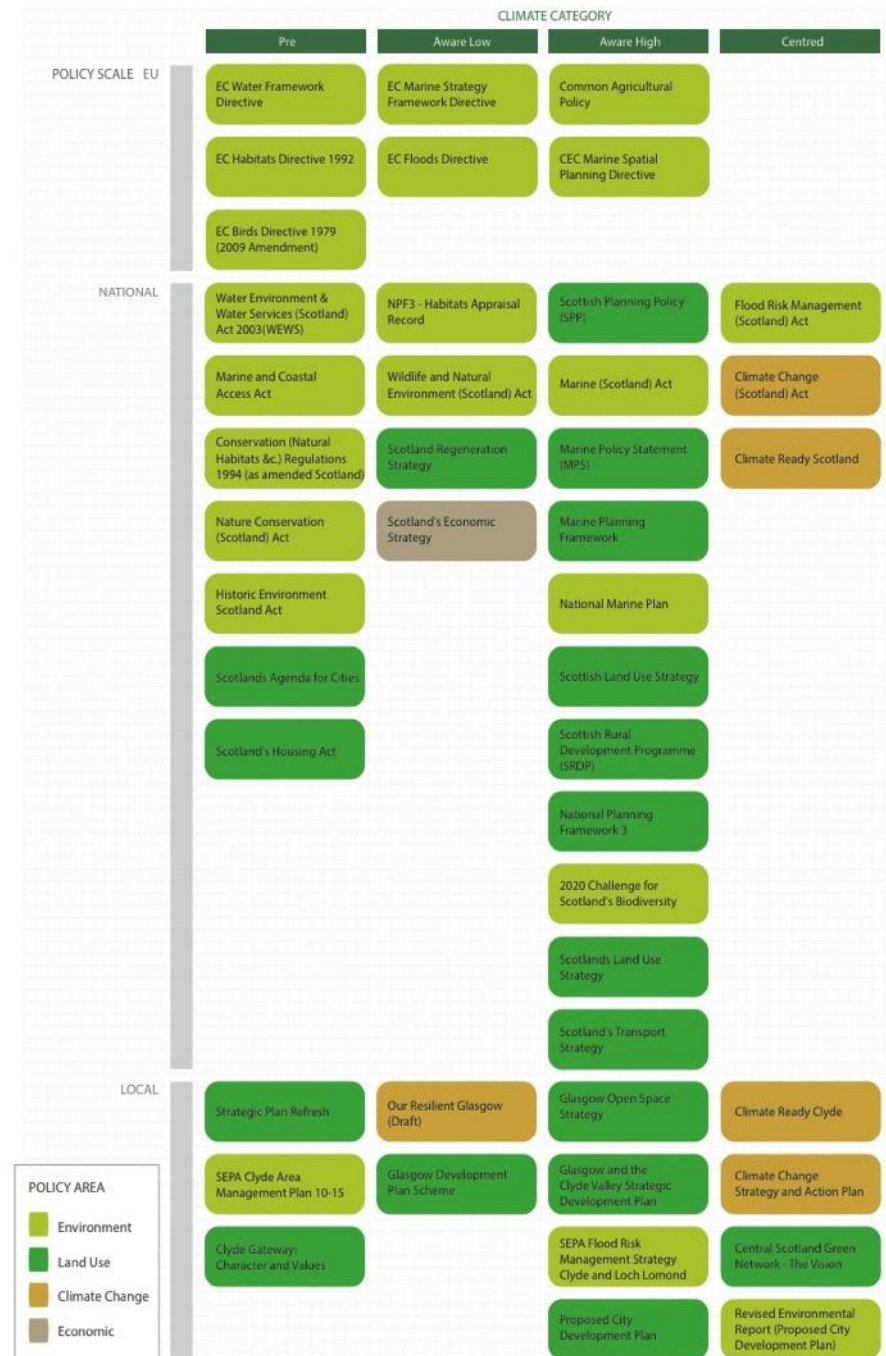 CLIMATE CATEGORY
Pre
Aware Low
Aware High
Centred
POLICY SCALE EU
EC Water Framework
Directive
EC Marine Strategy
Framework Directive
Common Agricultural
Policy
EC Habitats Directive 1992
EC Floods Directive
CEC Marine Spatial
Planning Directive
EC Birds Directive 1979
(2009 Amendment)
NATIONAL
Water Environment &
Water Services (Scotland)
Act 2003(WEWS)
NPF3 - Habitats Appraisal
Record
Scottish Planning Policy
(SPP)
Flood Risk Management
(Scotland) Act
Marine and Coastal
Access Act
Wildlife and Natural
Environment (Scotland) Act
Marine (Scotland) Act
Climate Change
(Scotland) Act
Conservation (Natural
Habitats &c.) Regulations
1994 (as amended Scotland)
Scotland Regeneration
Strategy
Marine Policy Statement
(MPS)
Climate Ready Scotland
Nature Conservation
(Scotland) Act
Scotland's Economic
Strategy
Marine Planning
Framework
Historic Environment
Scotland Act
National Marine Plan
Scotlands Agenda for Cities
Scottish Land Use Strategy
Scotland's Housing Act
Scottish Rural
Development Programme
(SRDP)
National Planning
Framework 3
2020 Challenge for
Scotland's Biodiversity
Scotlands Land Use
Strategy
Scotland's Transport
Strategy
LOCAL
Strategic Plan Refresh
Our Resilient Glasgow
(Draft)
Glasgow Open Space
Strategy
Climate Ready Clyde
SEPA Clyde Area
Management Plan 10-15
Glasgow Development
Plan Scheme
Glasgow and the
Clyde Valley Strategic
Development Plan
Climate Change
Strategy and Action Plan
Clyde Gateway:
Character and Values
SEPA Flood Risk
Management Strategy
Clyde and Loch Lomond
Central Scotland Green
Network - The Vision
Proposed City
Development Plan
Revised Environmental
Report (Proposed City
Development Plan)
POLICY AREA
Environment
Land Use
Climate Change
Economic